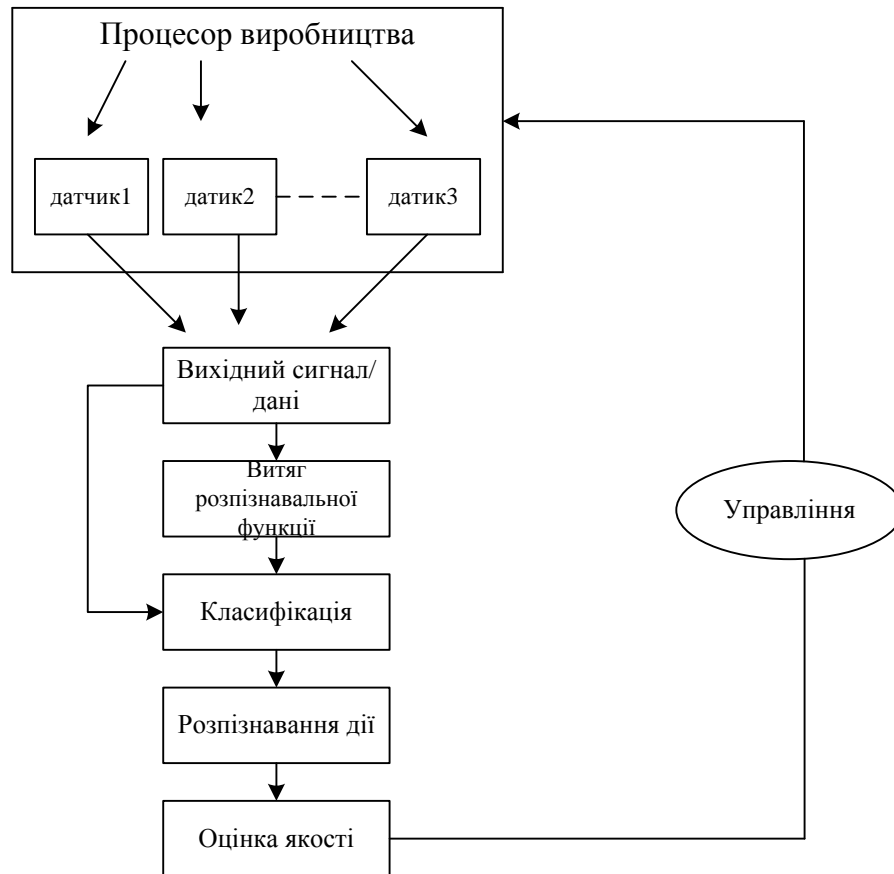 Процесор виробництва
датчик1
датик2
датик3
Вихідний сигнал/
дані
Витяг
розпізнавальної
функції
Управління
Класифікація
Розпізнавання дії
Оцінка якості